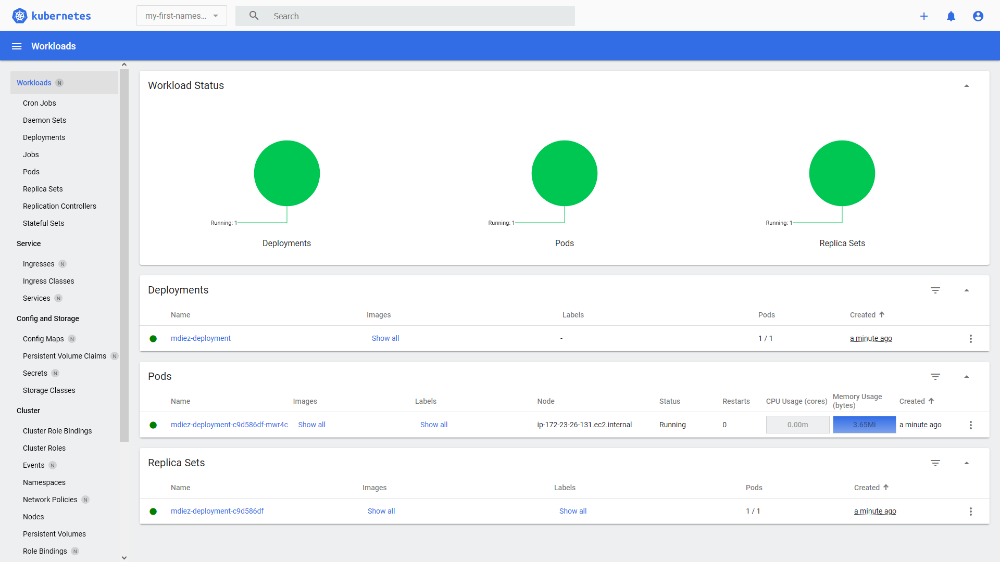 kubernetes
my-first-names...
Search
Workloads
Workloads N
Cron Jobs
Daemon Sets
Deployments
Jobs
Pods
Replica Sets
Replication Controllers
Stateful Sets
Service
Ingresses N
Ingress Classes
Services N
Config and Storage
Config Maps N
Persistent Volume Claims N
Secrets N
Storage Classes
Cluster
Cluster Role Bindings
Cluster Roles
Events N
Namespaces
Network Policies N
Nodes
Persistent Volumes
Role Bindings N
Workload Status
Running: 1
Running: 1
Running: 1
Deployments
Pods
Replica Sets
Deployments
Name Images Labels Pods Created
mdiez-deployment Show all - 1 / 1 a minute ago
Pods
Name Images Labels Node Status Restarts CPU Usage (cores) Memory Usage (bytes) Created
mdiez-deployment-c9d586df-mwr4c Show all Show all ip-172-23-26-131.ec2.internal Running 0 0.00m 3.65Mi a minute ago
Replica Sets
Name Images Labels Pods Created
mdiez-deployment-c9d586df Show all Show all 1 / 1 a minute ago